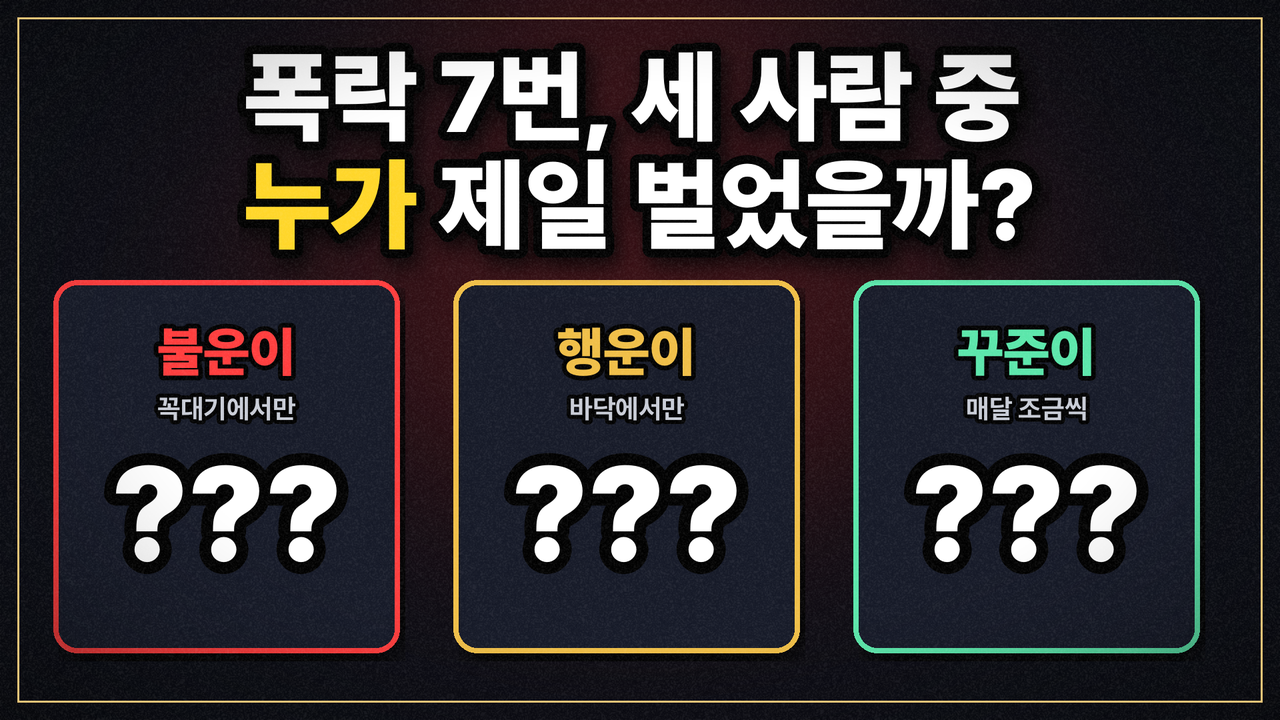 폭락 7번, 세 사람 중
누가 제일 벌었을까?
불운이
꼭대기에서만
???
행운이
바닥에서만
???
꾸준이
매달 조금씩
???